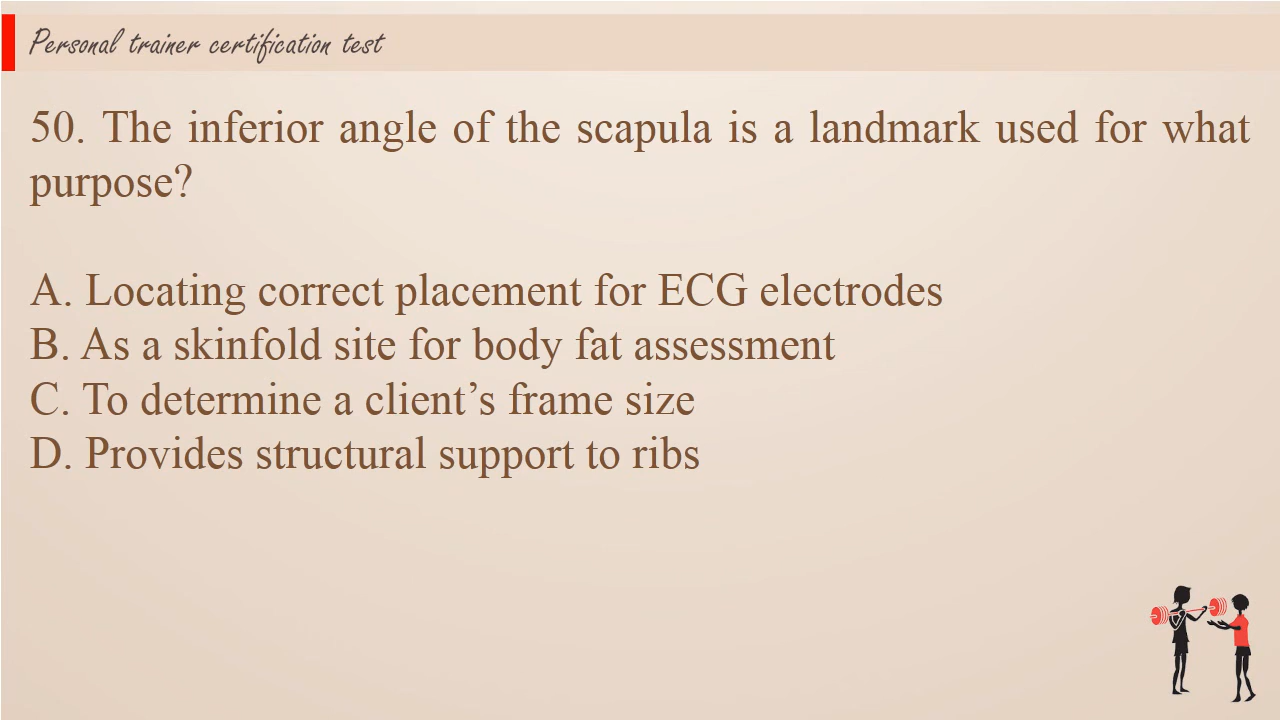 Personal trainer certification test
50. The inferior angle of the scapula is a landmark used for what
purpose?
A. Locating correct placement for ECG electrodes
B. As a skinfold site for body fat assessment
C. To determine a client’s frame size
D. Provides structural support to ribs